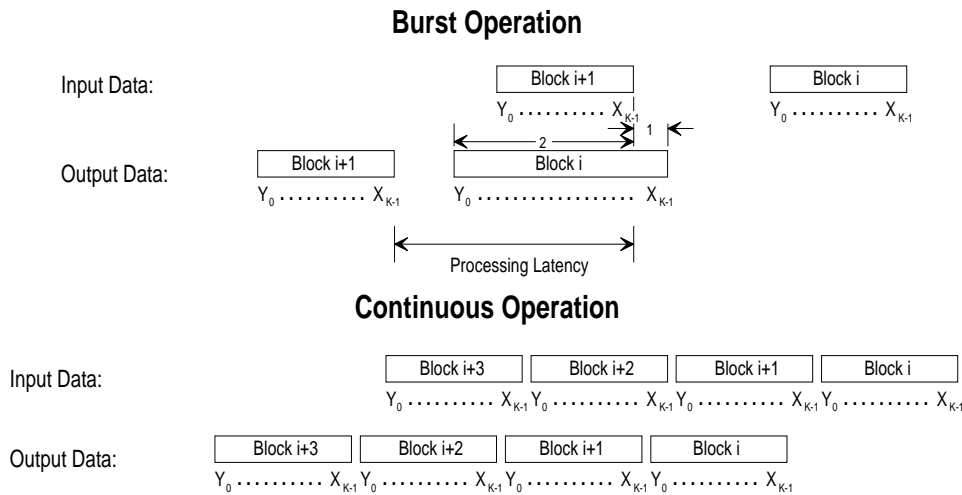 Burst Operation
Input Data:
Block i+1
Block i
Y0 .......... XK-1
Y0 .......... XK-1
1
2
Output Data:
Block i+1
Block i
Y0 .......... XK-1
Y0 .................. XK-1
Processing Latency
Continuous Operation
Input Data:
Block i+3
Block i+2
Block i+1
Block i
Y0 .......... XK-1
Y0 .......... XK-1
Y0 .......... XK-1
Y0 .......... XK-1
Output Data:
Block i+3
Block i+2
Block i+1
Block i
Y0 .......... XK-1
Y0 .......... XK-1
Y0 .......... XK-1
Y0 .......... XK-1